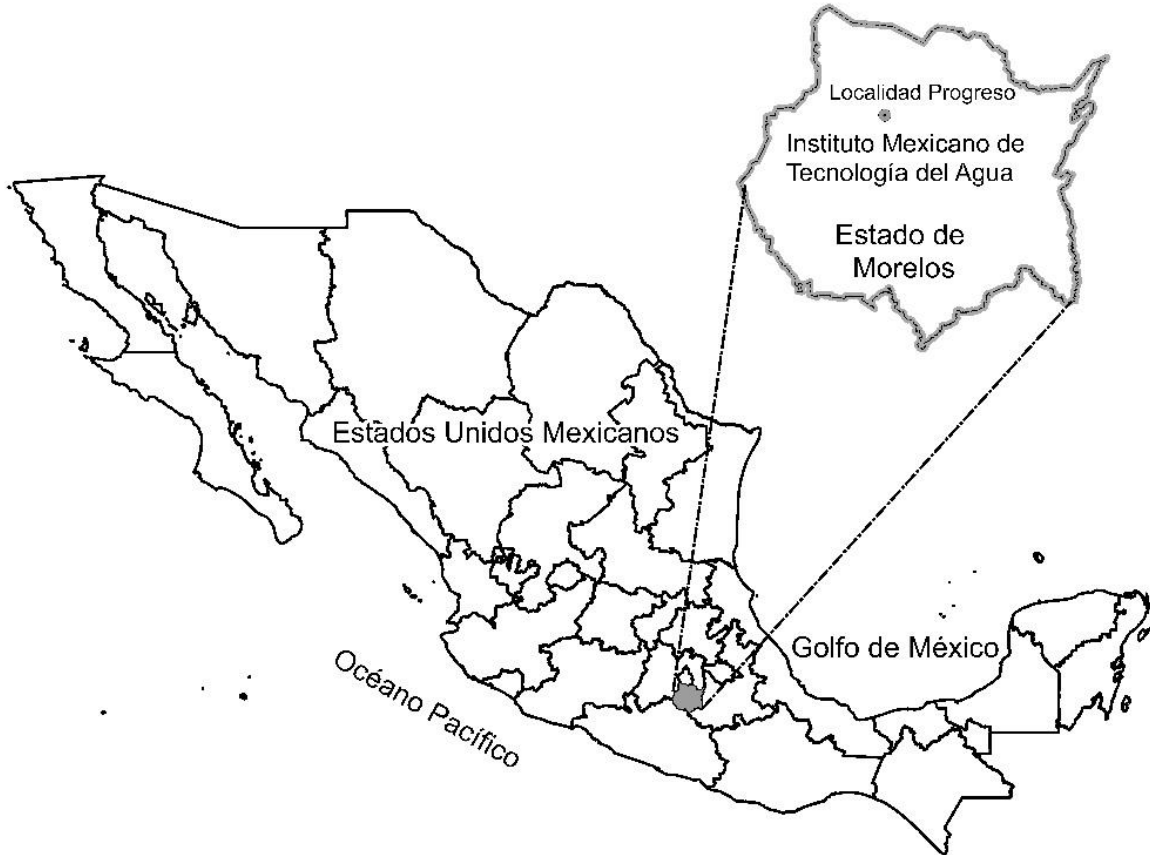 Localidad Progreso
Instituto Mexicano de
Tecnología del Agua
Estado de
Morelos
Estados Unidos Mexicanos
Golfo de México
Océano Pacífico